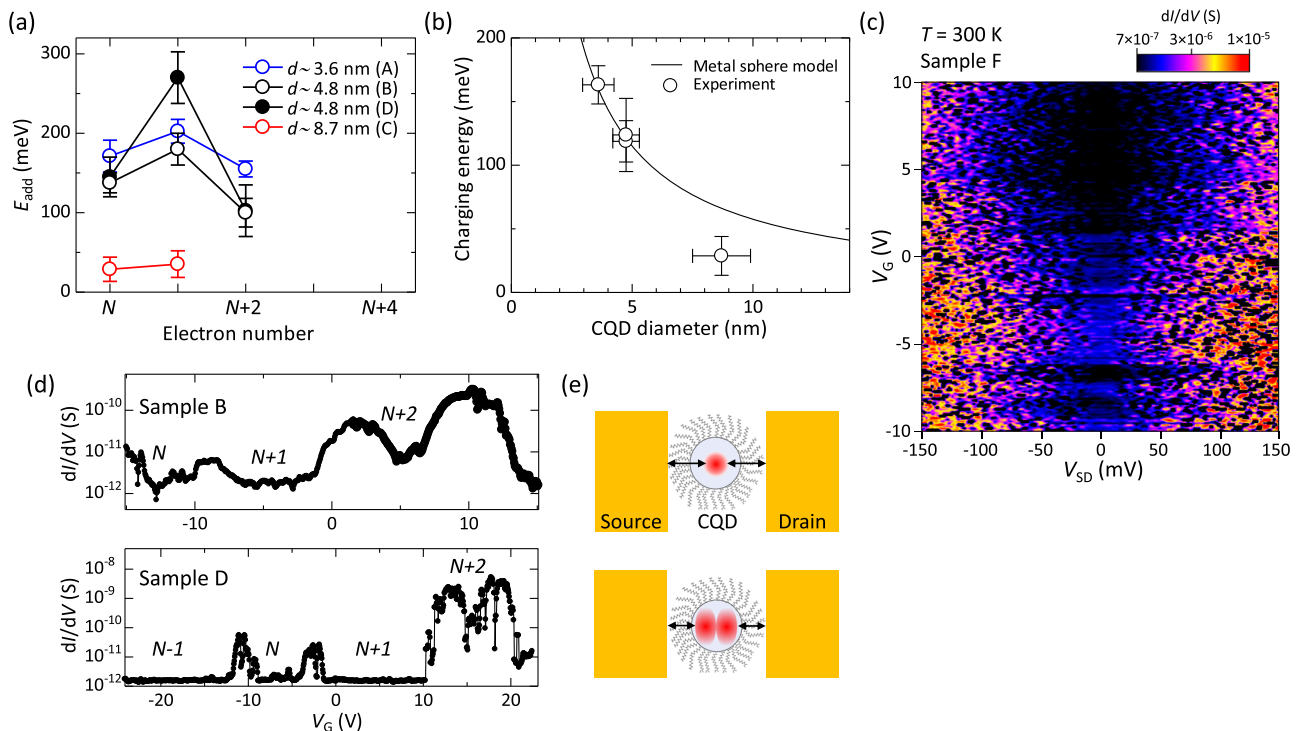 (a)
300
200
100
0
E_add (meV)
N
N+2
N+4
Electron number
d~3.6 nm (A)
d~4.8 nm (B)
d~4.8 nm (D)
d~8.7 nm (C)
(b)
200
100
0
Charging energy (meV)
0
5
10
CQD diameter (nm)
Metal sphere model
Experiment
(c)
T = 300 K
Sample F
dI/dV (S)
7×10⁻⁷
3×10⁻⁶
1×10⁻⁵
10
5
0
-5
-10
V_G (V)
-150
-100
-50
0
50
100
150
V_SD (mV)
(d)
Sample B
10⁻¹⁰
10⁻¹¹
10⁻¹²
dI/dV (S)
N
N+1
N+2
-10
0
10
Sample D
10⁻⁸
10⁻⁹
10⁻¹⁰
10⁻¹¹
10⁻¹²
dI/dV (S)
N-1
N
N+1
N+2
-20
-10
0
10
20
V_G (V)
(e)
Source
CQD
Drain